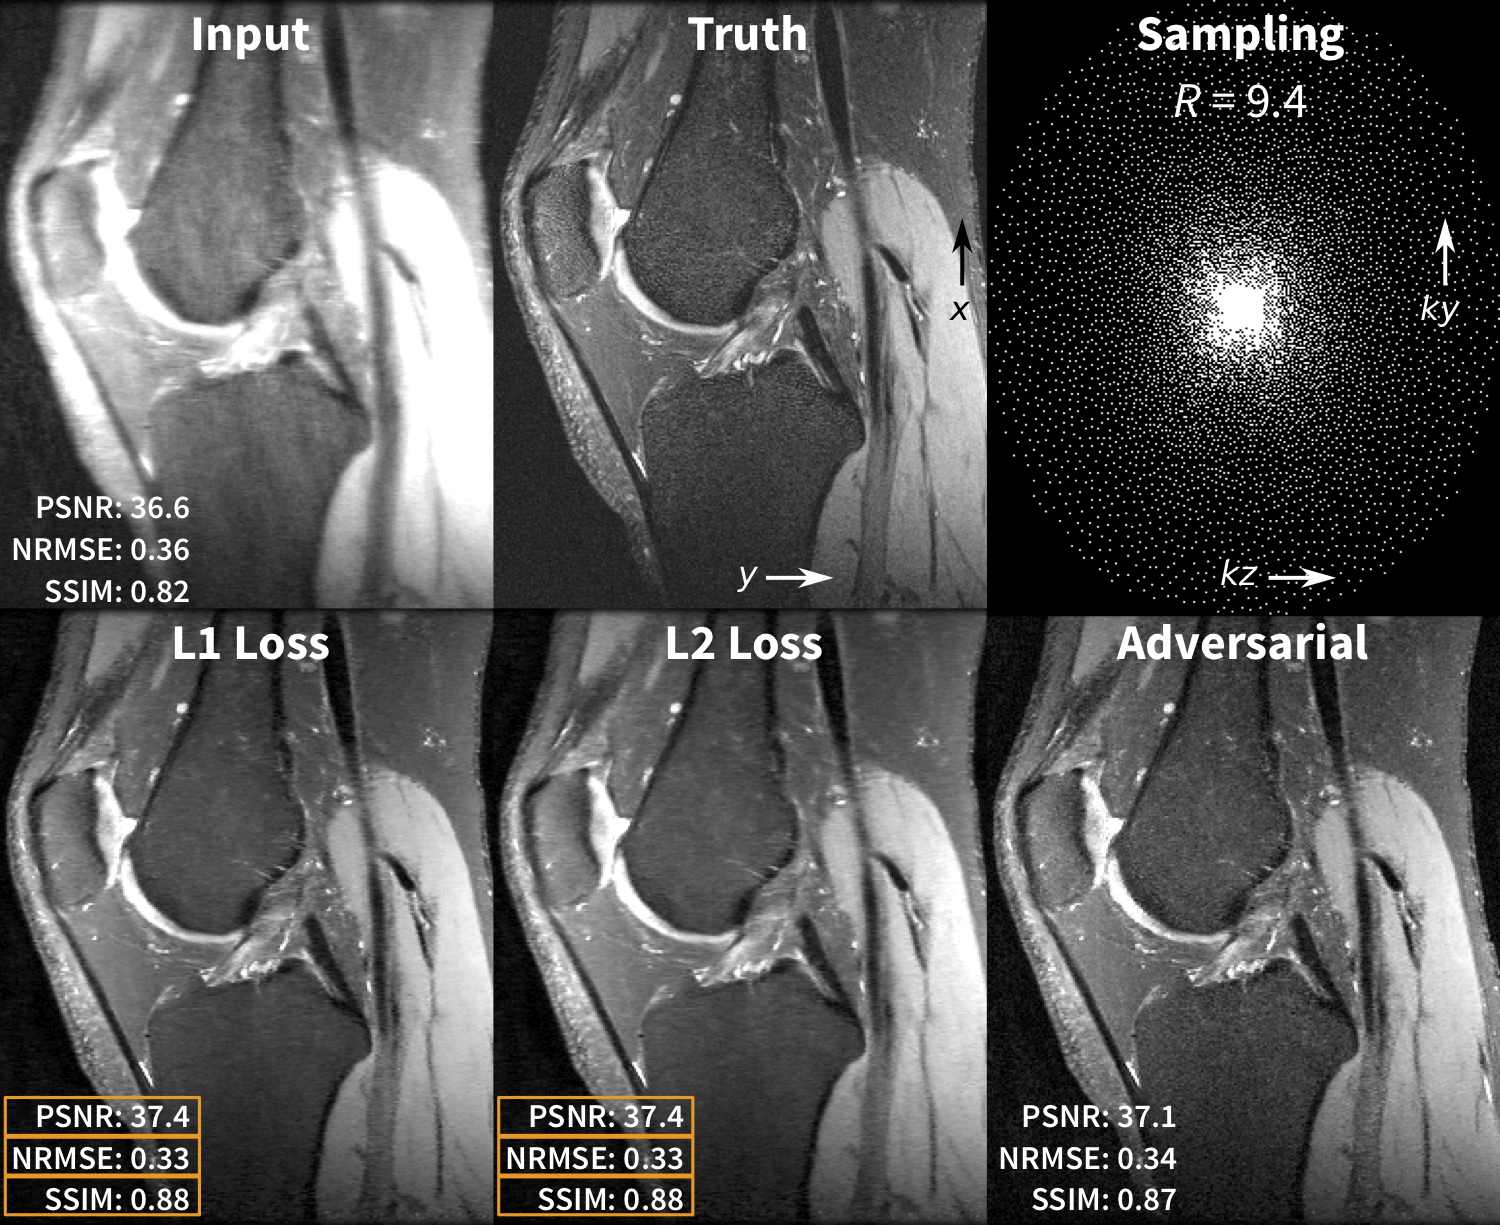 Input
Truth
Sampling
R = 9.4
x
ky
y
kz
PSNR: 36.6
NRMSE: 0.36
SSIM: 0.82
L1 Loss
L2 Loss
Adversarial
PSNR: 37.4
NRMSE: 0.33
SSIM: 0.88
PSNR: 37.4
NRMSE: 0.33
SSIM: 0.88
PSNR: 37.1
NRMSE: 0.34
SSIM: 0.87